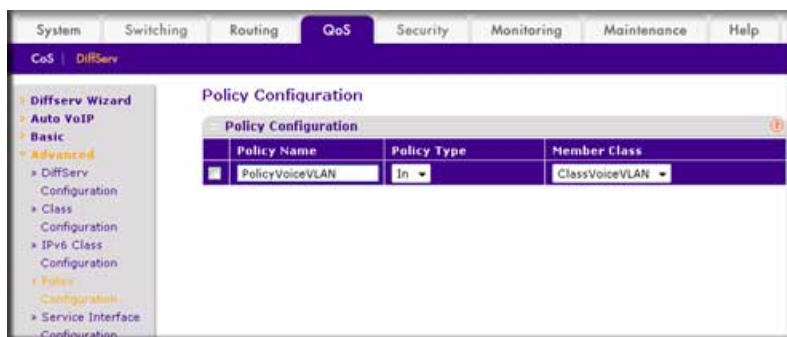 System Switching Routing QoS Security Monitoring Maintenance Help
CoS | DiffServ
Diffserv Wizard
Auto VoIP
Basic
Advanced
» DiffServ
Configuration
» Class
Configuration
» IPv6 Class
Configuration
» Policy
Configuration
» Service Interface
Configuration
Policy Configuration
Policy Configuration
Policy Name Policy Type Member Class
PolicyVoiceVLAN In ClassVoiceVLAN